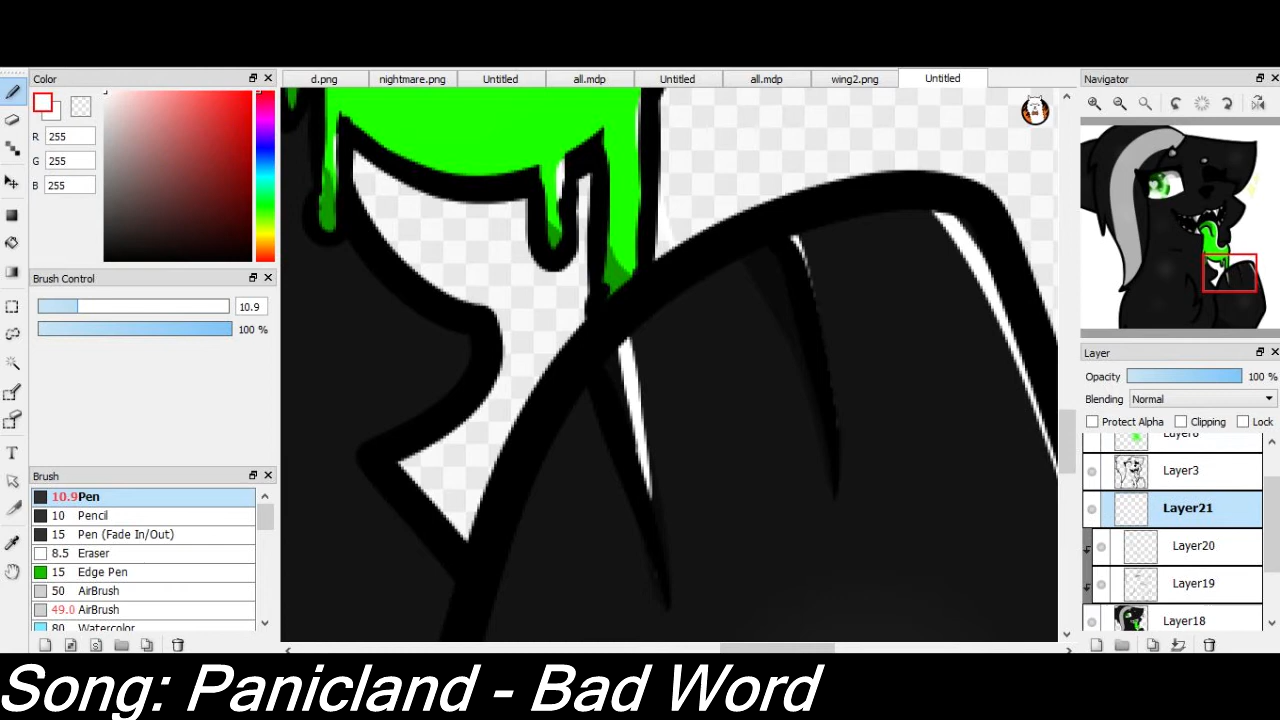 Color
d.png
nightmare.png
Untitled
all.mdp
Untitled
all.mdp
wing2.png
Untitled
Navigator
R 255
G 255
B 255
Brush Control
10.9
100 %
Layer
Opacity 100 %
Blending Normal
Protect Alpha Clipping Lock
Layer3
Layer21
Layer20
Layer19
Layer18
Brush
10.9 Pen
10 Pencil
15 Pen (Fade In/Out)
8.5 Eraser
15 Edge Pen
50 AirBrush
49.0 AirBrush
80 Watercolor
T
Song: Panicland - Bad Word